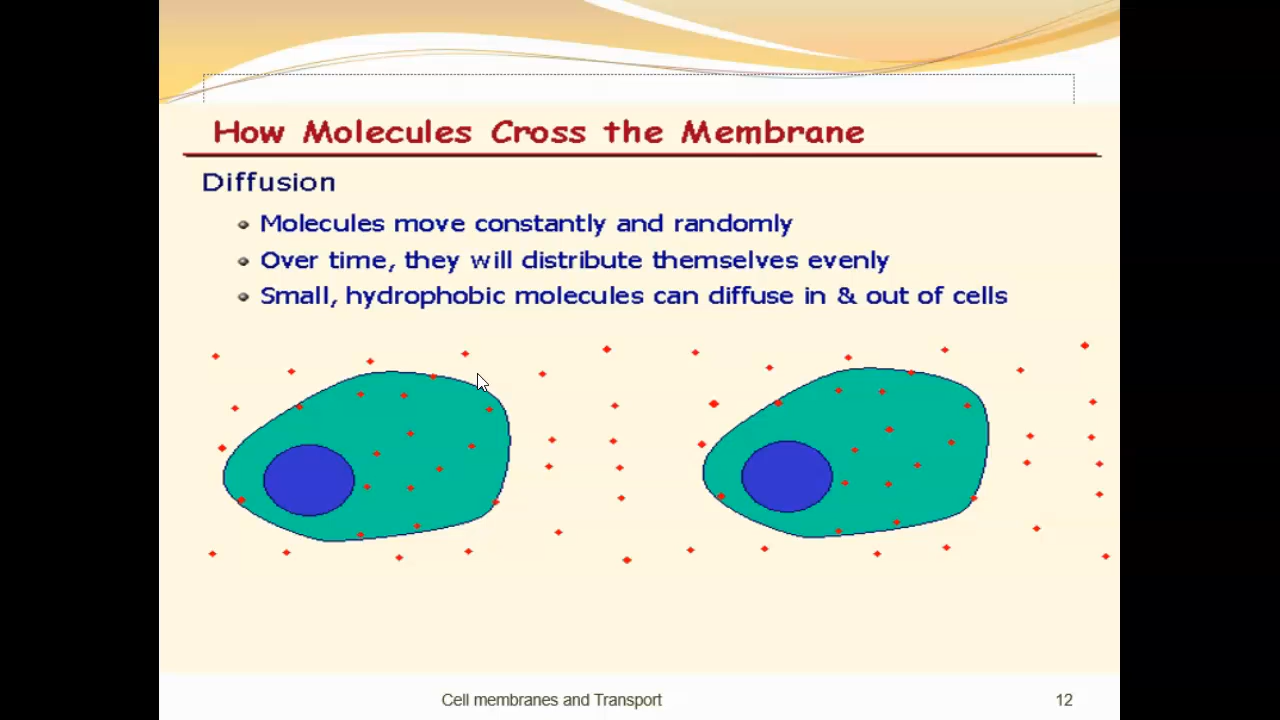 How Molecules Cross the Membrane
Diffusion
Molecules move constantly and randomly
Over time, they will distribute themselves evenly
Small, hydrophobic molecules can diffuse in & out of cells
Cell membranes and Transport
12